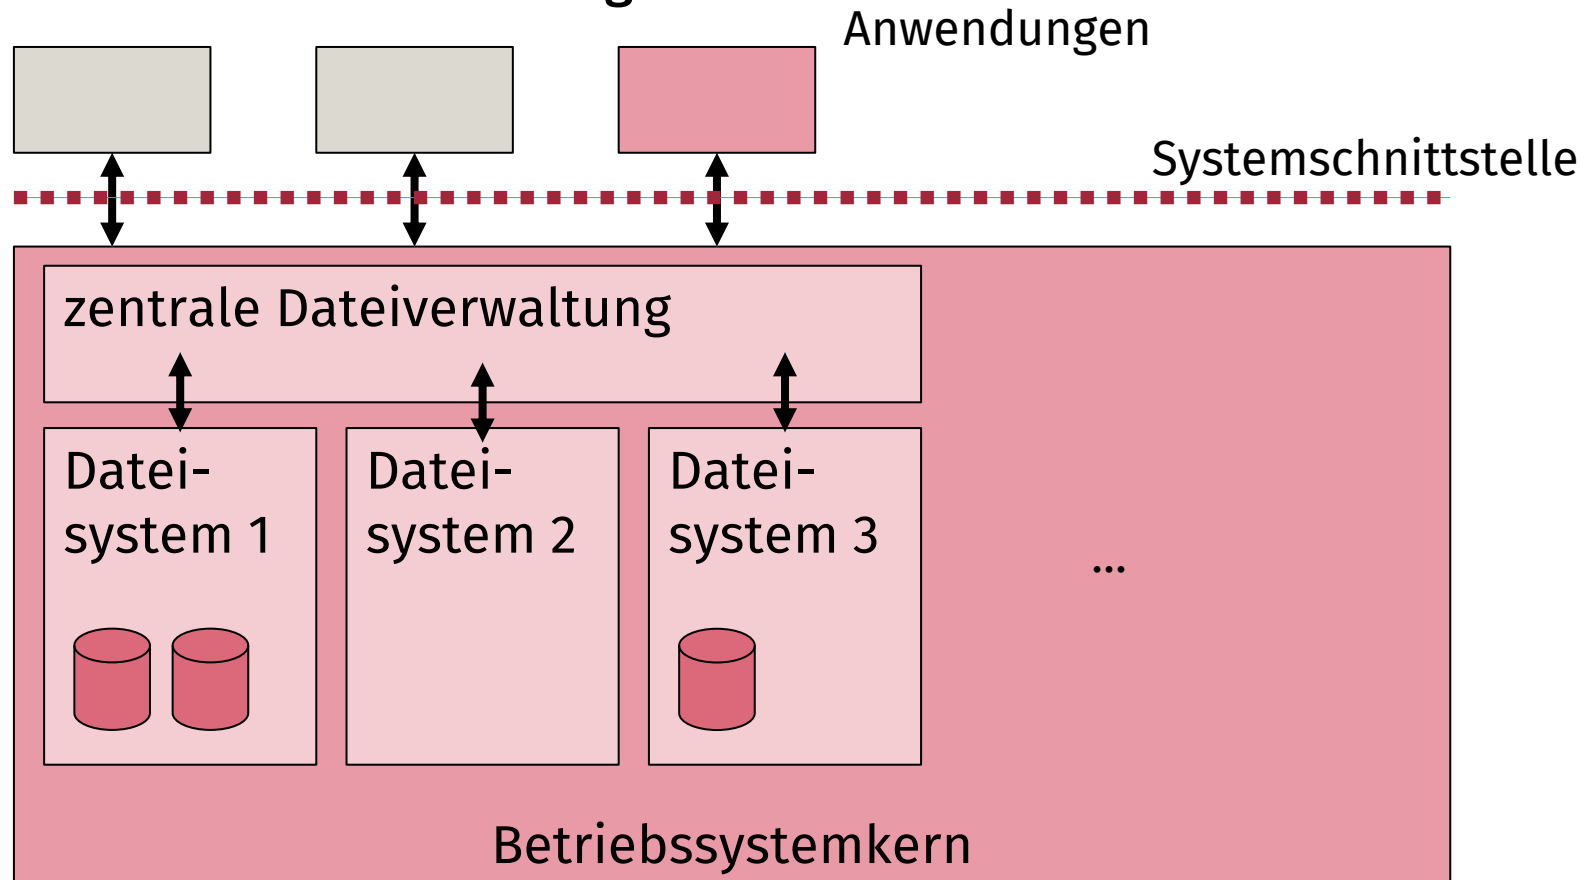 Anwendungen
Systemschnittstelle
zentrale Dateiverwaltung
Datei-
system 1
Datei-
system 2
Datei-
system 3
...
Betriebssystemkern